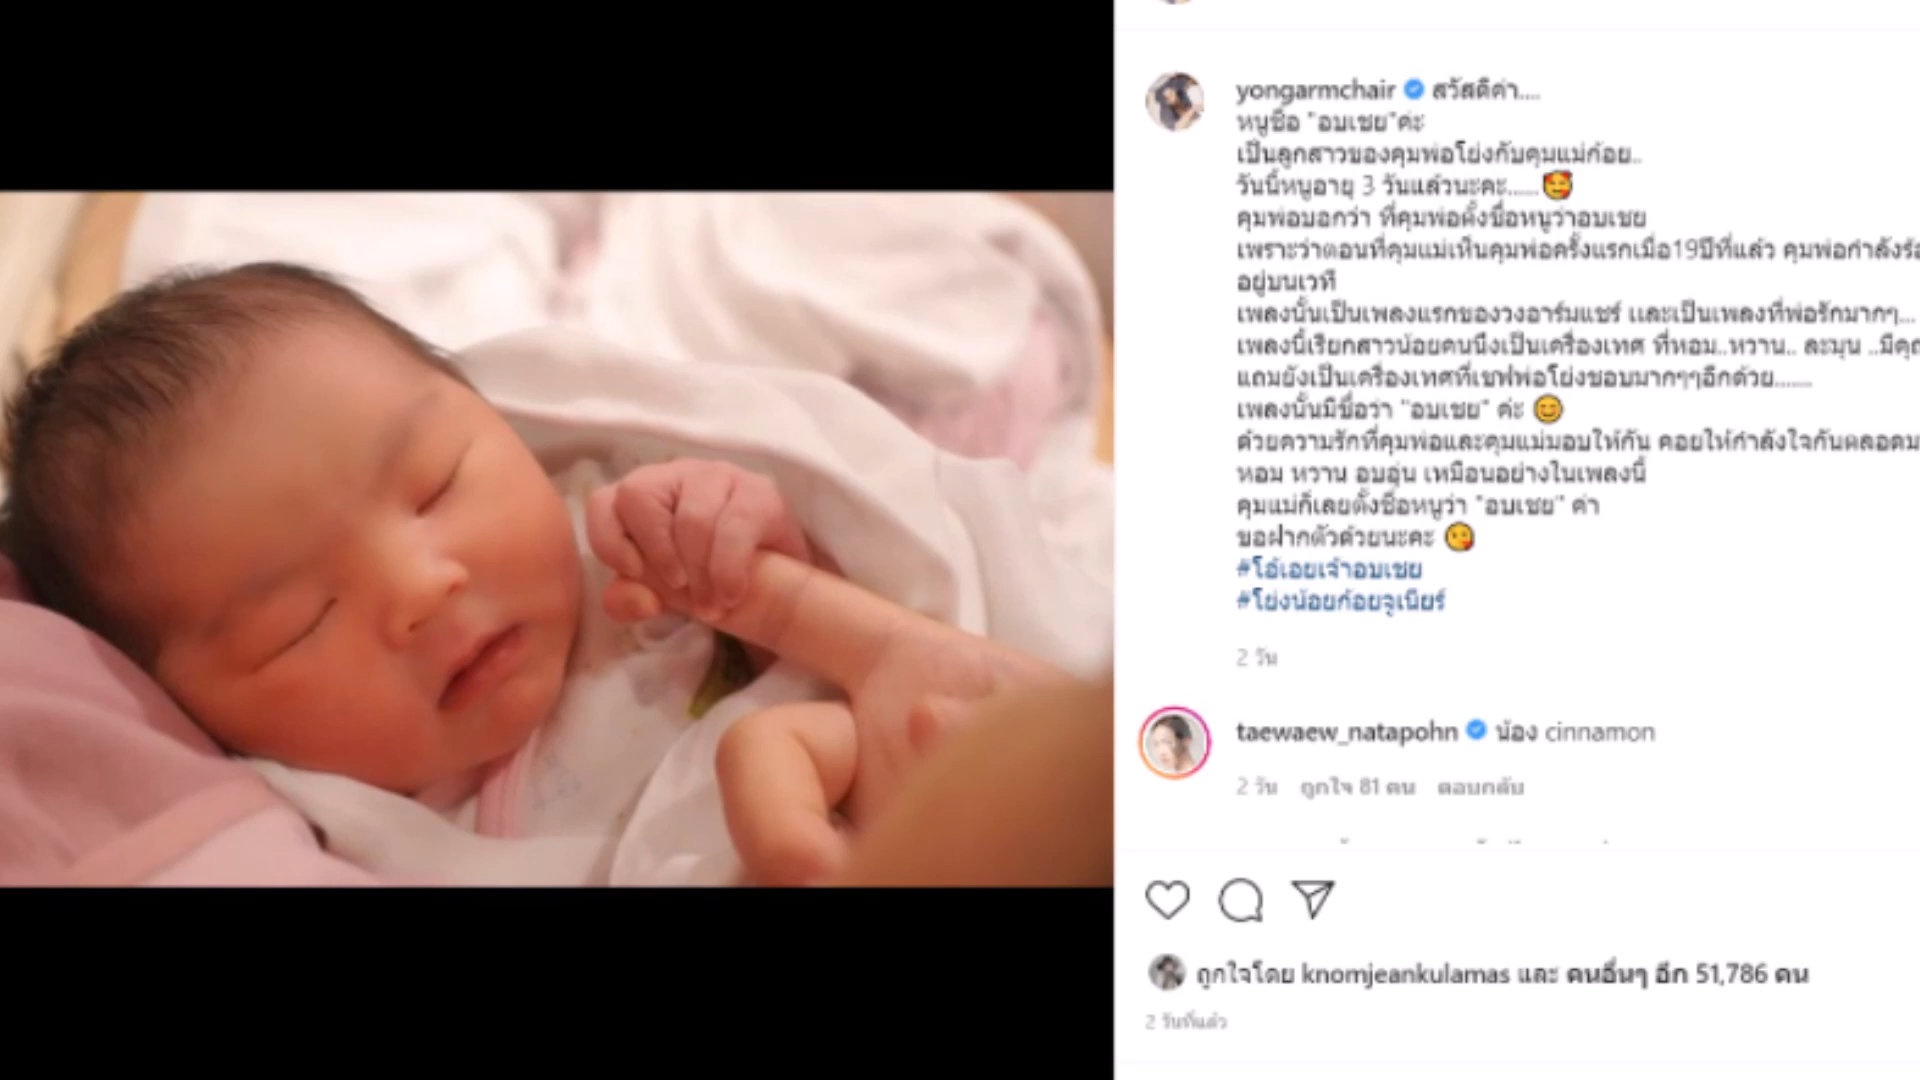 yongarmchair สวัสดีค่า....
หนูชื่อ "อบเชย"ค่ะ
เป็นลูกสาวของคุมพ่อโย่งกับคุมแม่ก้อย..
วันนี้หนูอายุ 3 วันแล้วนะคะ......🥰
คุมพ่อบอกว่า ที่คุมพ่อตั้งชื่อหนูว่าอบเชย
เพราะว่าตอนที่คุมแม่เห็นคุมพ่อครั้งแรกเมื่อ19ปีที่แล้ว คุมพ่อกำลัง
อยู่บนเวที
เพลงนั้นเป็นเพลงแรกของวงอาร์มแชร์ และเป็นเพลงที่พ่อรักมากๆ...
เพลงนี้เรียกสาวน้อยคนนึงเป็นเครื่องเทศ ที่หอม..หวาน.. ละมุน ..
แถมยังเป็นเครื่องเทศที่เชฟพ่อโย่งชอบมากๆๆอีกด้วย.......
เพลงนั้นมีชื่อว่า "อบเชย" ค่ะ 😊
ด้วยความรักที่คุมพ่อและคุมแม่มอบให้กัน คอยให้กำลังใจกันตลอด
หอม หวาน อบอุ่น เหมือนอย่างในเพลงนี้
คุมแม่ก็เลยตั้งชื่อหนูว่า "อบเชย" ค่า
ขอฝากตัวด้วยนะคะ 😘
#โอ้เอยเจ้าอบเชย
#โย่งน้อยก้อยจูเนียร์
2 วัน
taewaew_natapohn น้อง cinnamon
2 วัน ถูกใจ 81 คน ตอบกลับ
ถูกใจโดย knomjeankulamas และ คนอื่นๆ อีก 51,786 คน
2 วันที่แล้ว